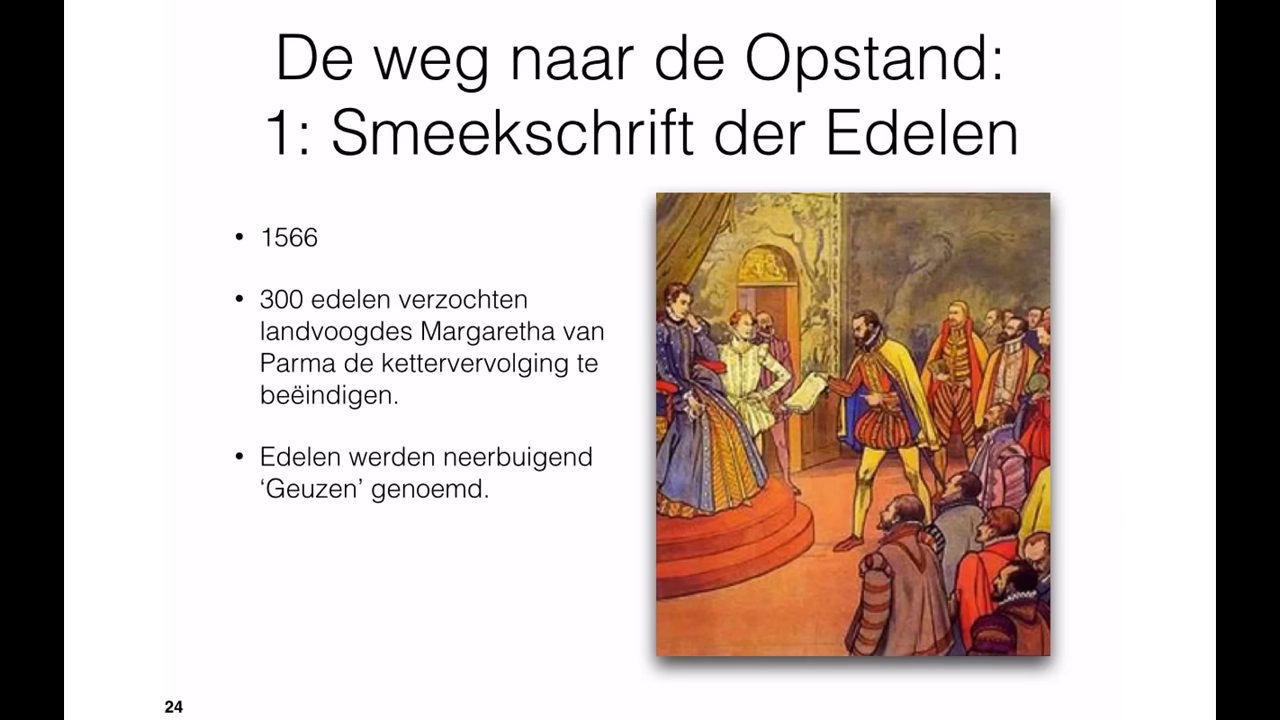 De weg naar de Opstand:
1: Smeekschrift der Edelen
• 1566
• 300 edelen verzochten
landvoogdes Margaretha van
Parma de kettervervolging te
beëindigen.
• Edelen werden neerbuigend
‘Geuzen’ genoemd.
24